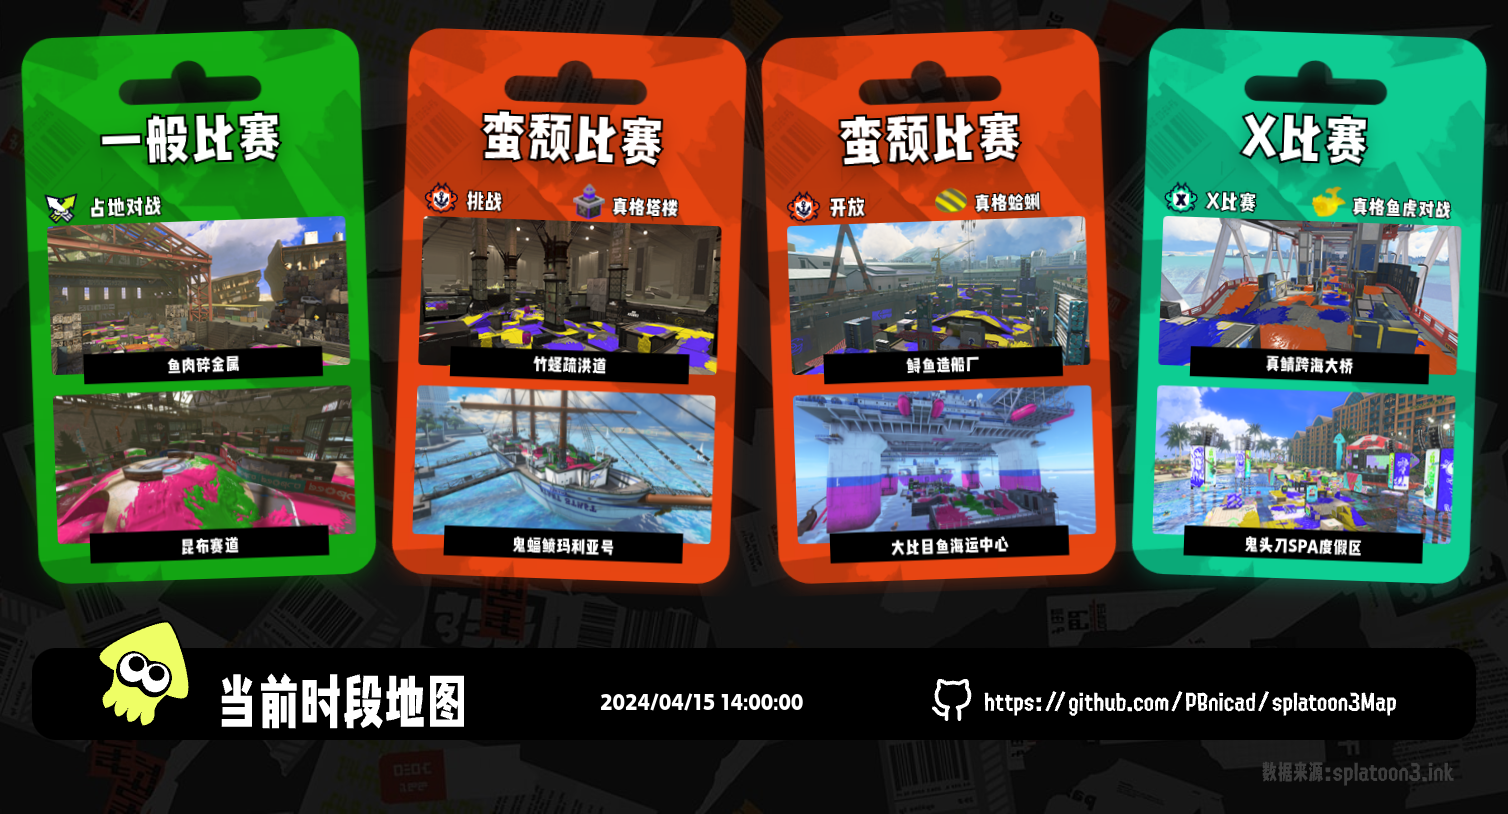 一般比赛
占地对战
鱼肉碎金属
昆布赛道
蛮颓比赛
挑战
真格塔楼
竹蛏疏洪道
鬼蝠鲼玛利亚号
蛮颓比赛
开放
真格蛤蜊
鲟鱼造船厂
大比目鱼海运中心
X比赛
X比赛
真格鱼虎对战
真鲭跨海大桥
鬼头刀SPA度假区
当前时段地图
2024/04/15 14:00:00
https://github.com/PBnicad/splatoon3Map
数据来源:splatoon3.ink